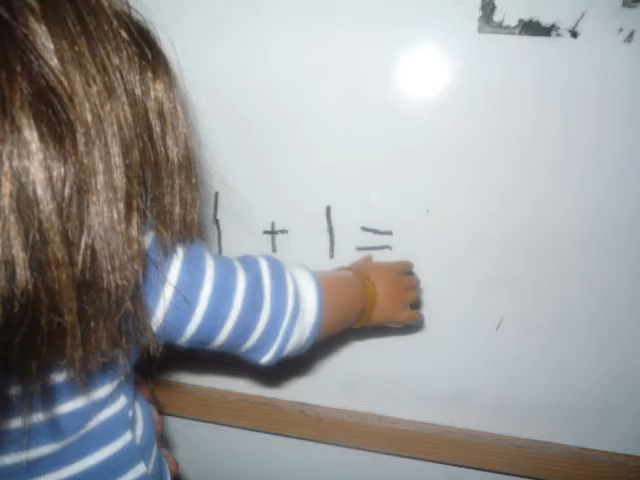 1 + 1 =